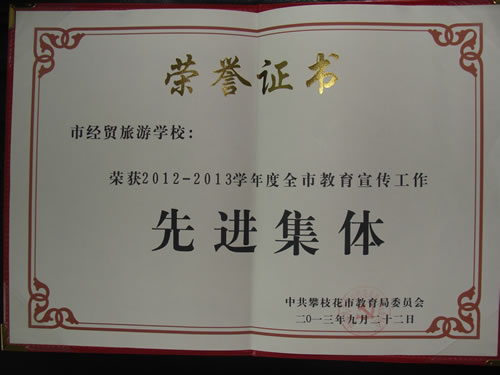 荣誉证书
市经贸旅游学校：
荣获2012-2013学年度全市教育宣传工作
先进集体
中共攀枝花市教育局委员会
二〇一三年九月二十二日